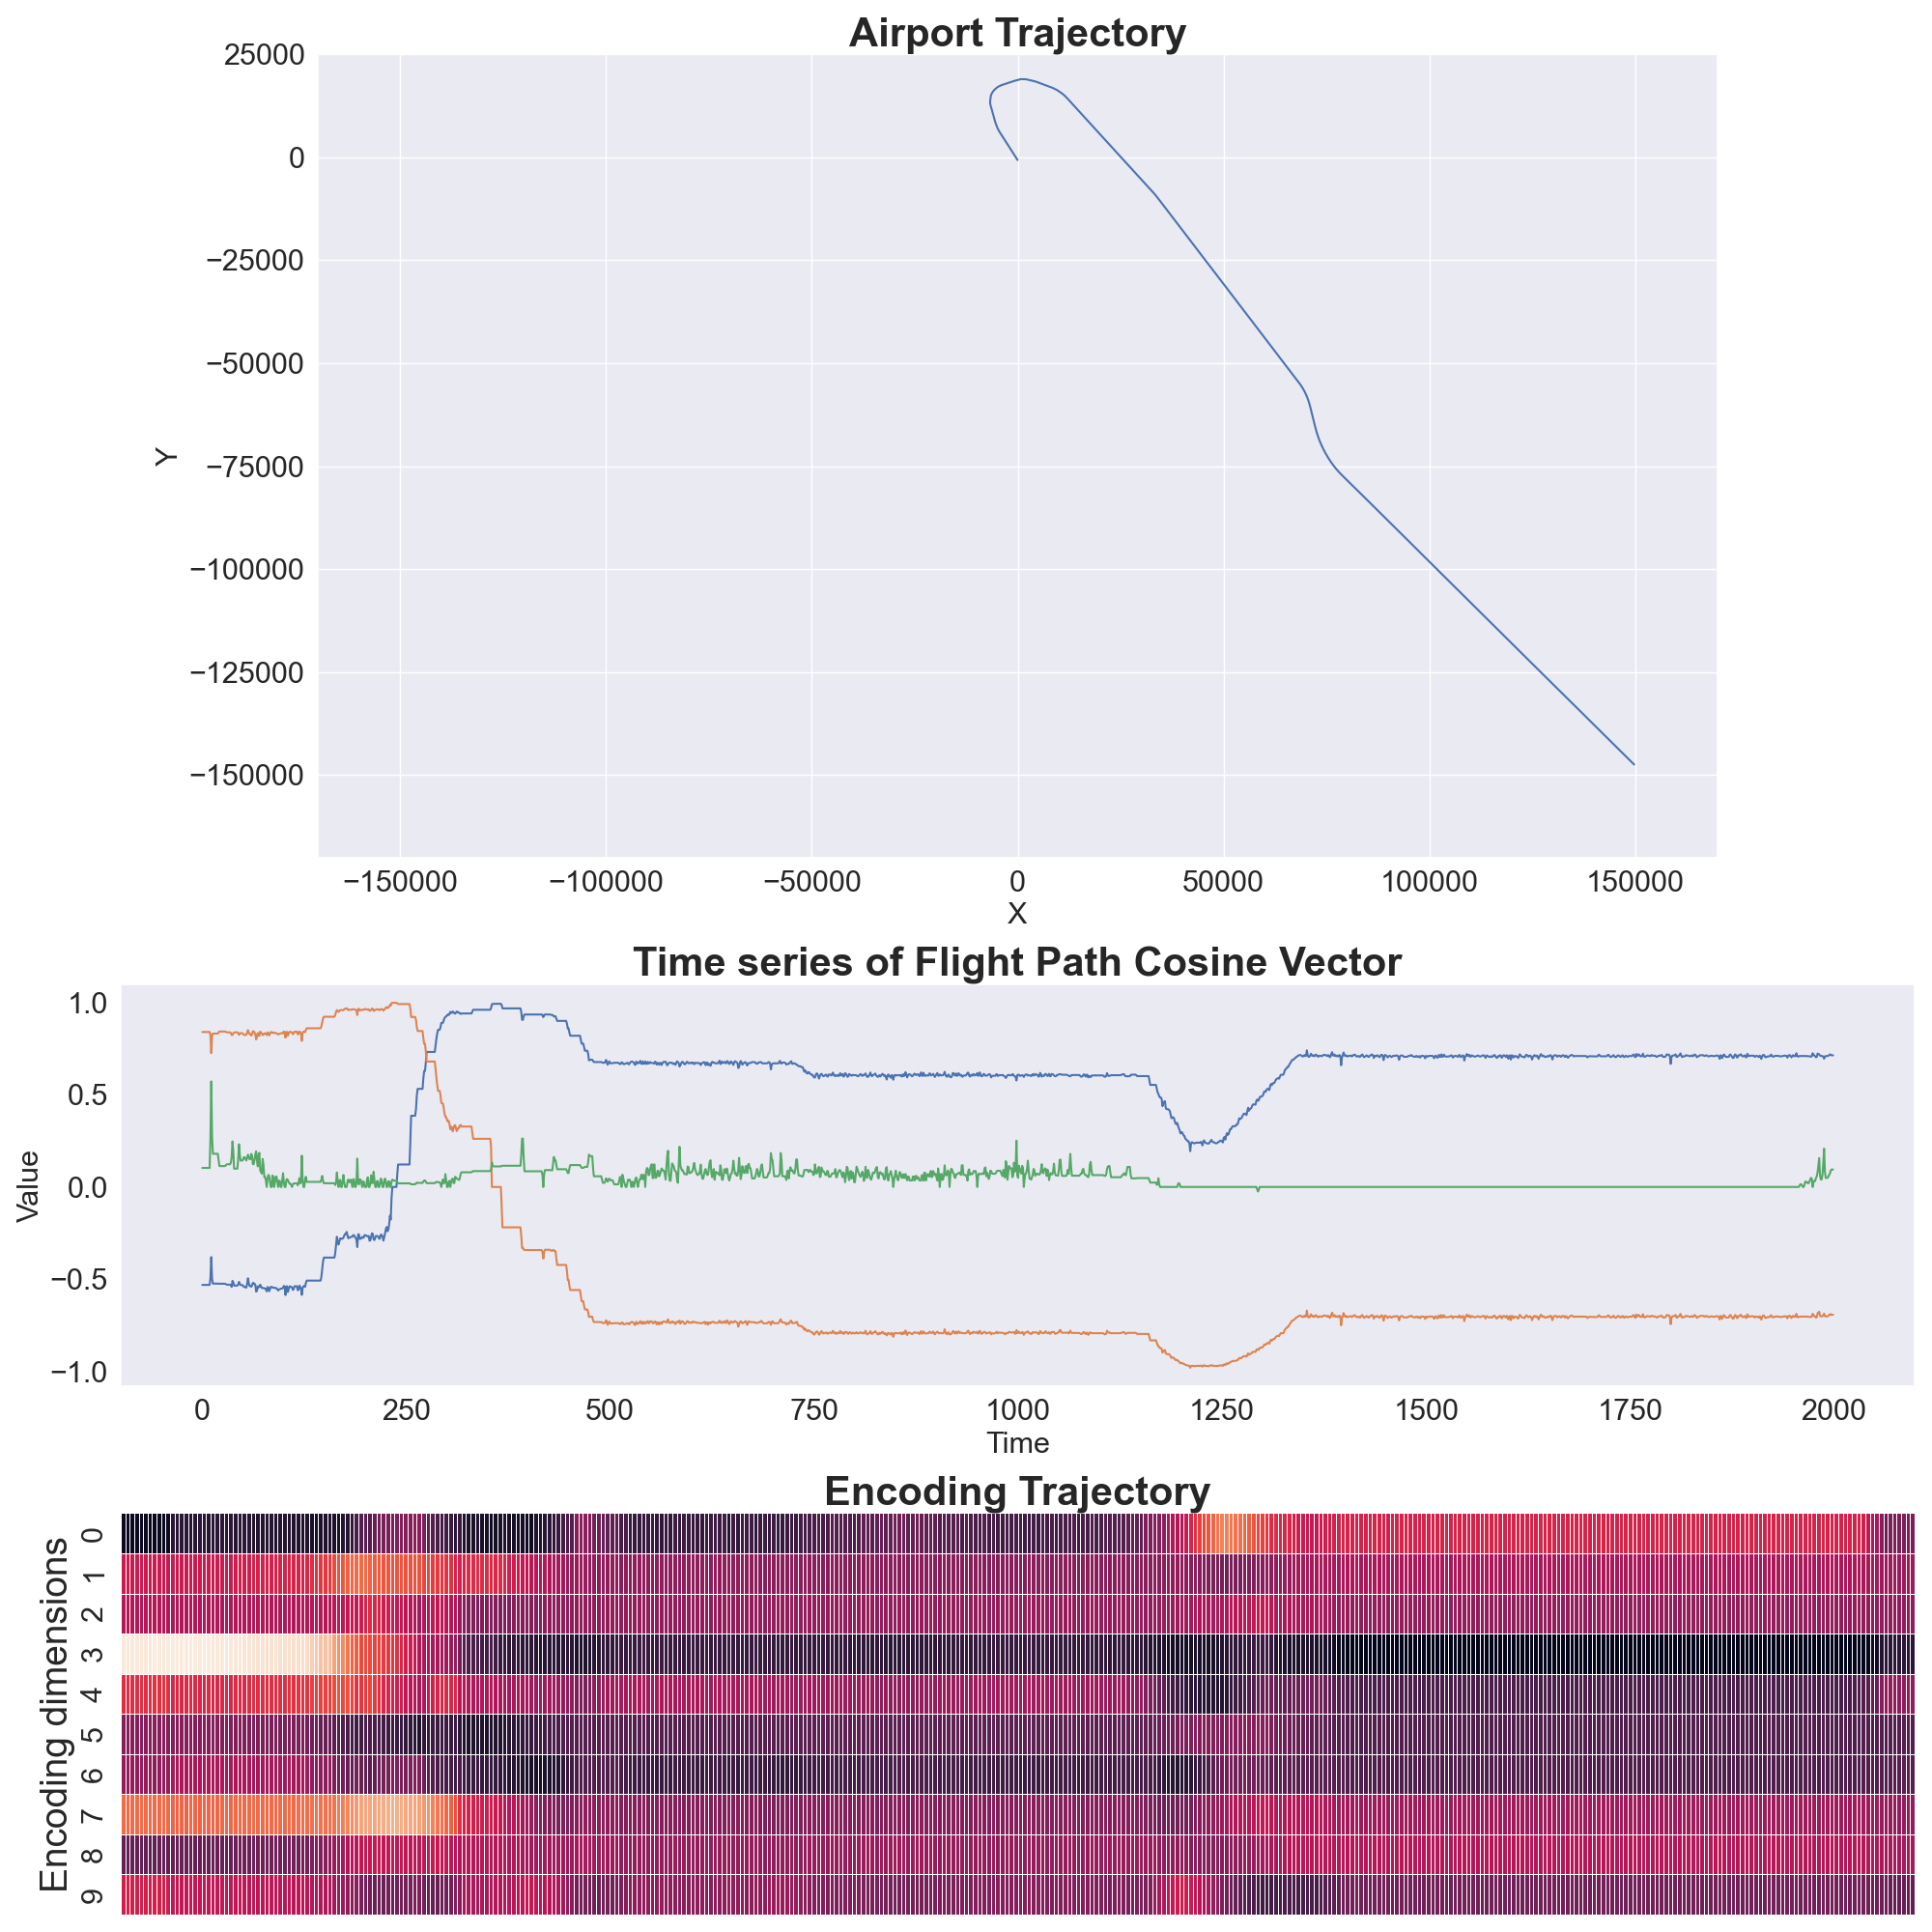 Airport Trajectory
25000
0
−25000
−50000
−75000
−100000
−125000
−150000
Y
−150000 −100000 −50000 0 50000 100000 150000
X
Time series of Flight Path Cosine Vector
1.0
0.5
0.0
−0.5
−1.0
Value
0 250 500 750 1000 1250 1500 1750 2000
Time
Encoding Trajectory
Encoding dimensions
0
1
2
3
4
5
6
7
8
9